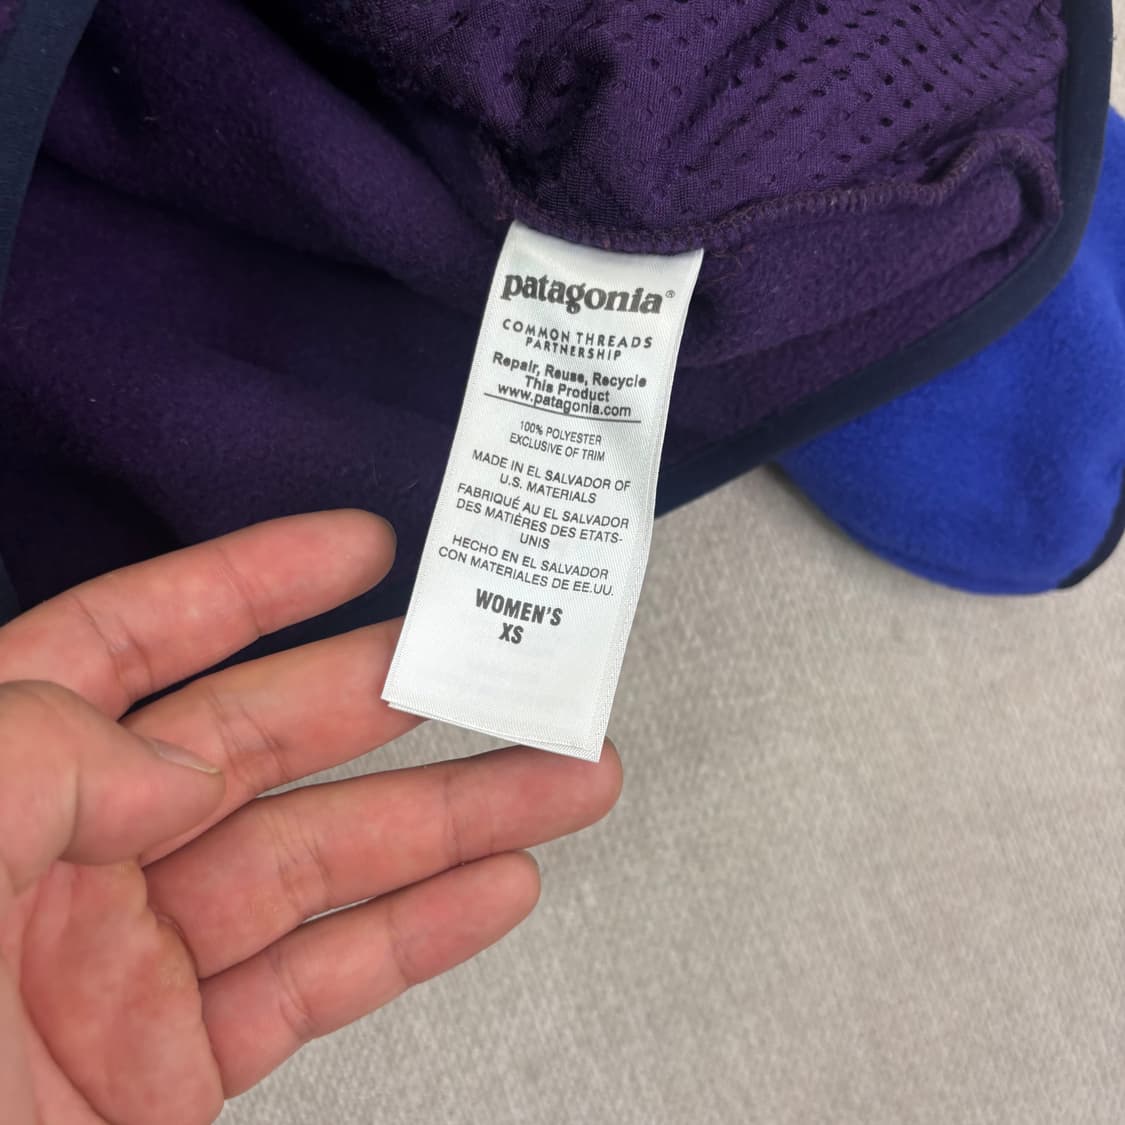 patagonia®
COMMON THREADS
PARTNERSHIP
Repair, Reuse, Recycle
This Product
www.patagonia.com
100% POLYESTER
EXCLUSIVE OF TRIM
MADE IN EL SALVADOR OF
U.S. MATERIALS
FABRIQUÉ AU EL SALVADOR
DES MATIÈRES DES ETATS-
UNIS
HECHO EN EL SALVADOR
CON MATERIALES DE EE.UU.
WOMEN'S
XS